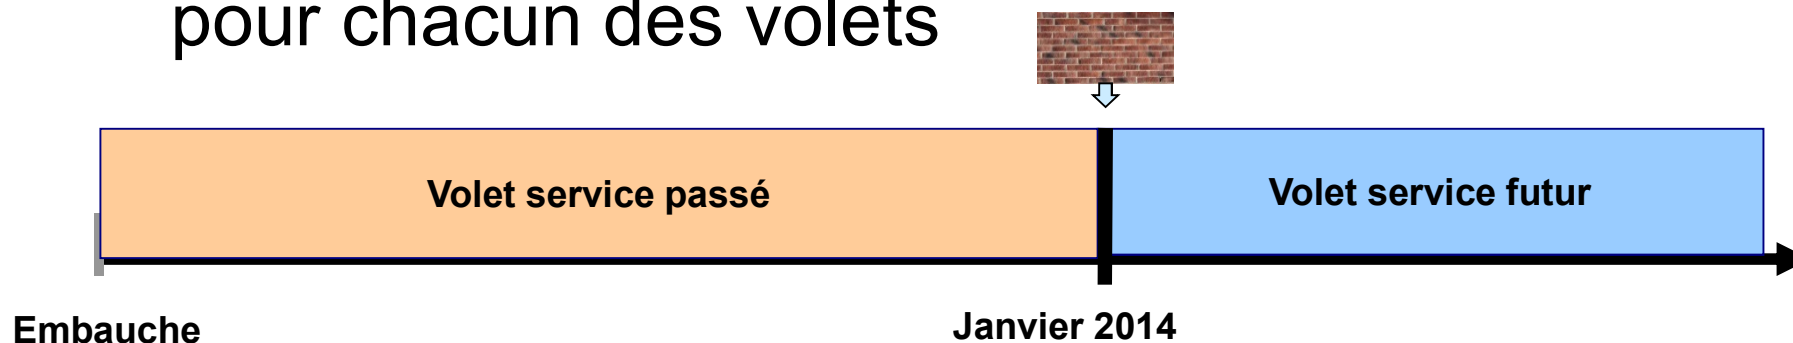 pour chacun des volets
Volet service passé
Volet service futur
Embauche
Janvier 2014